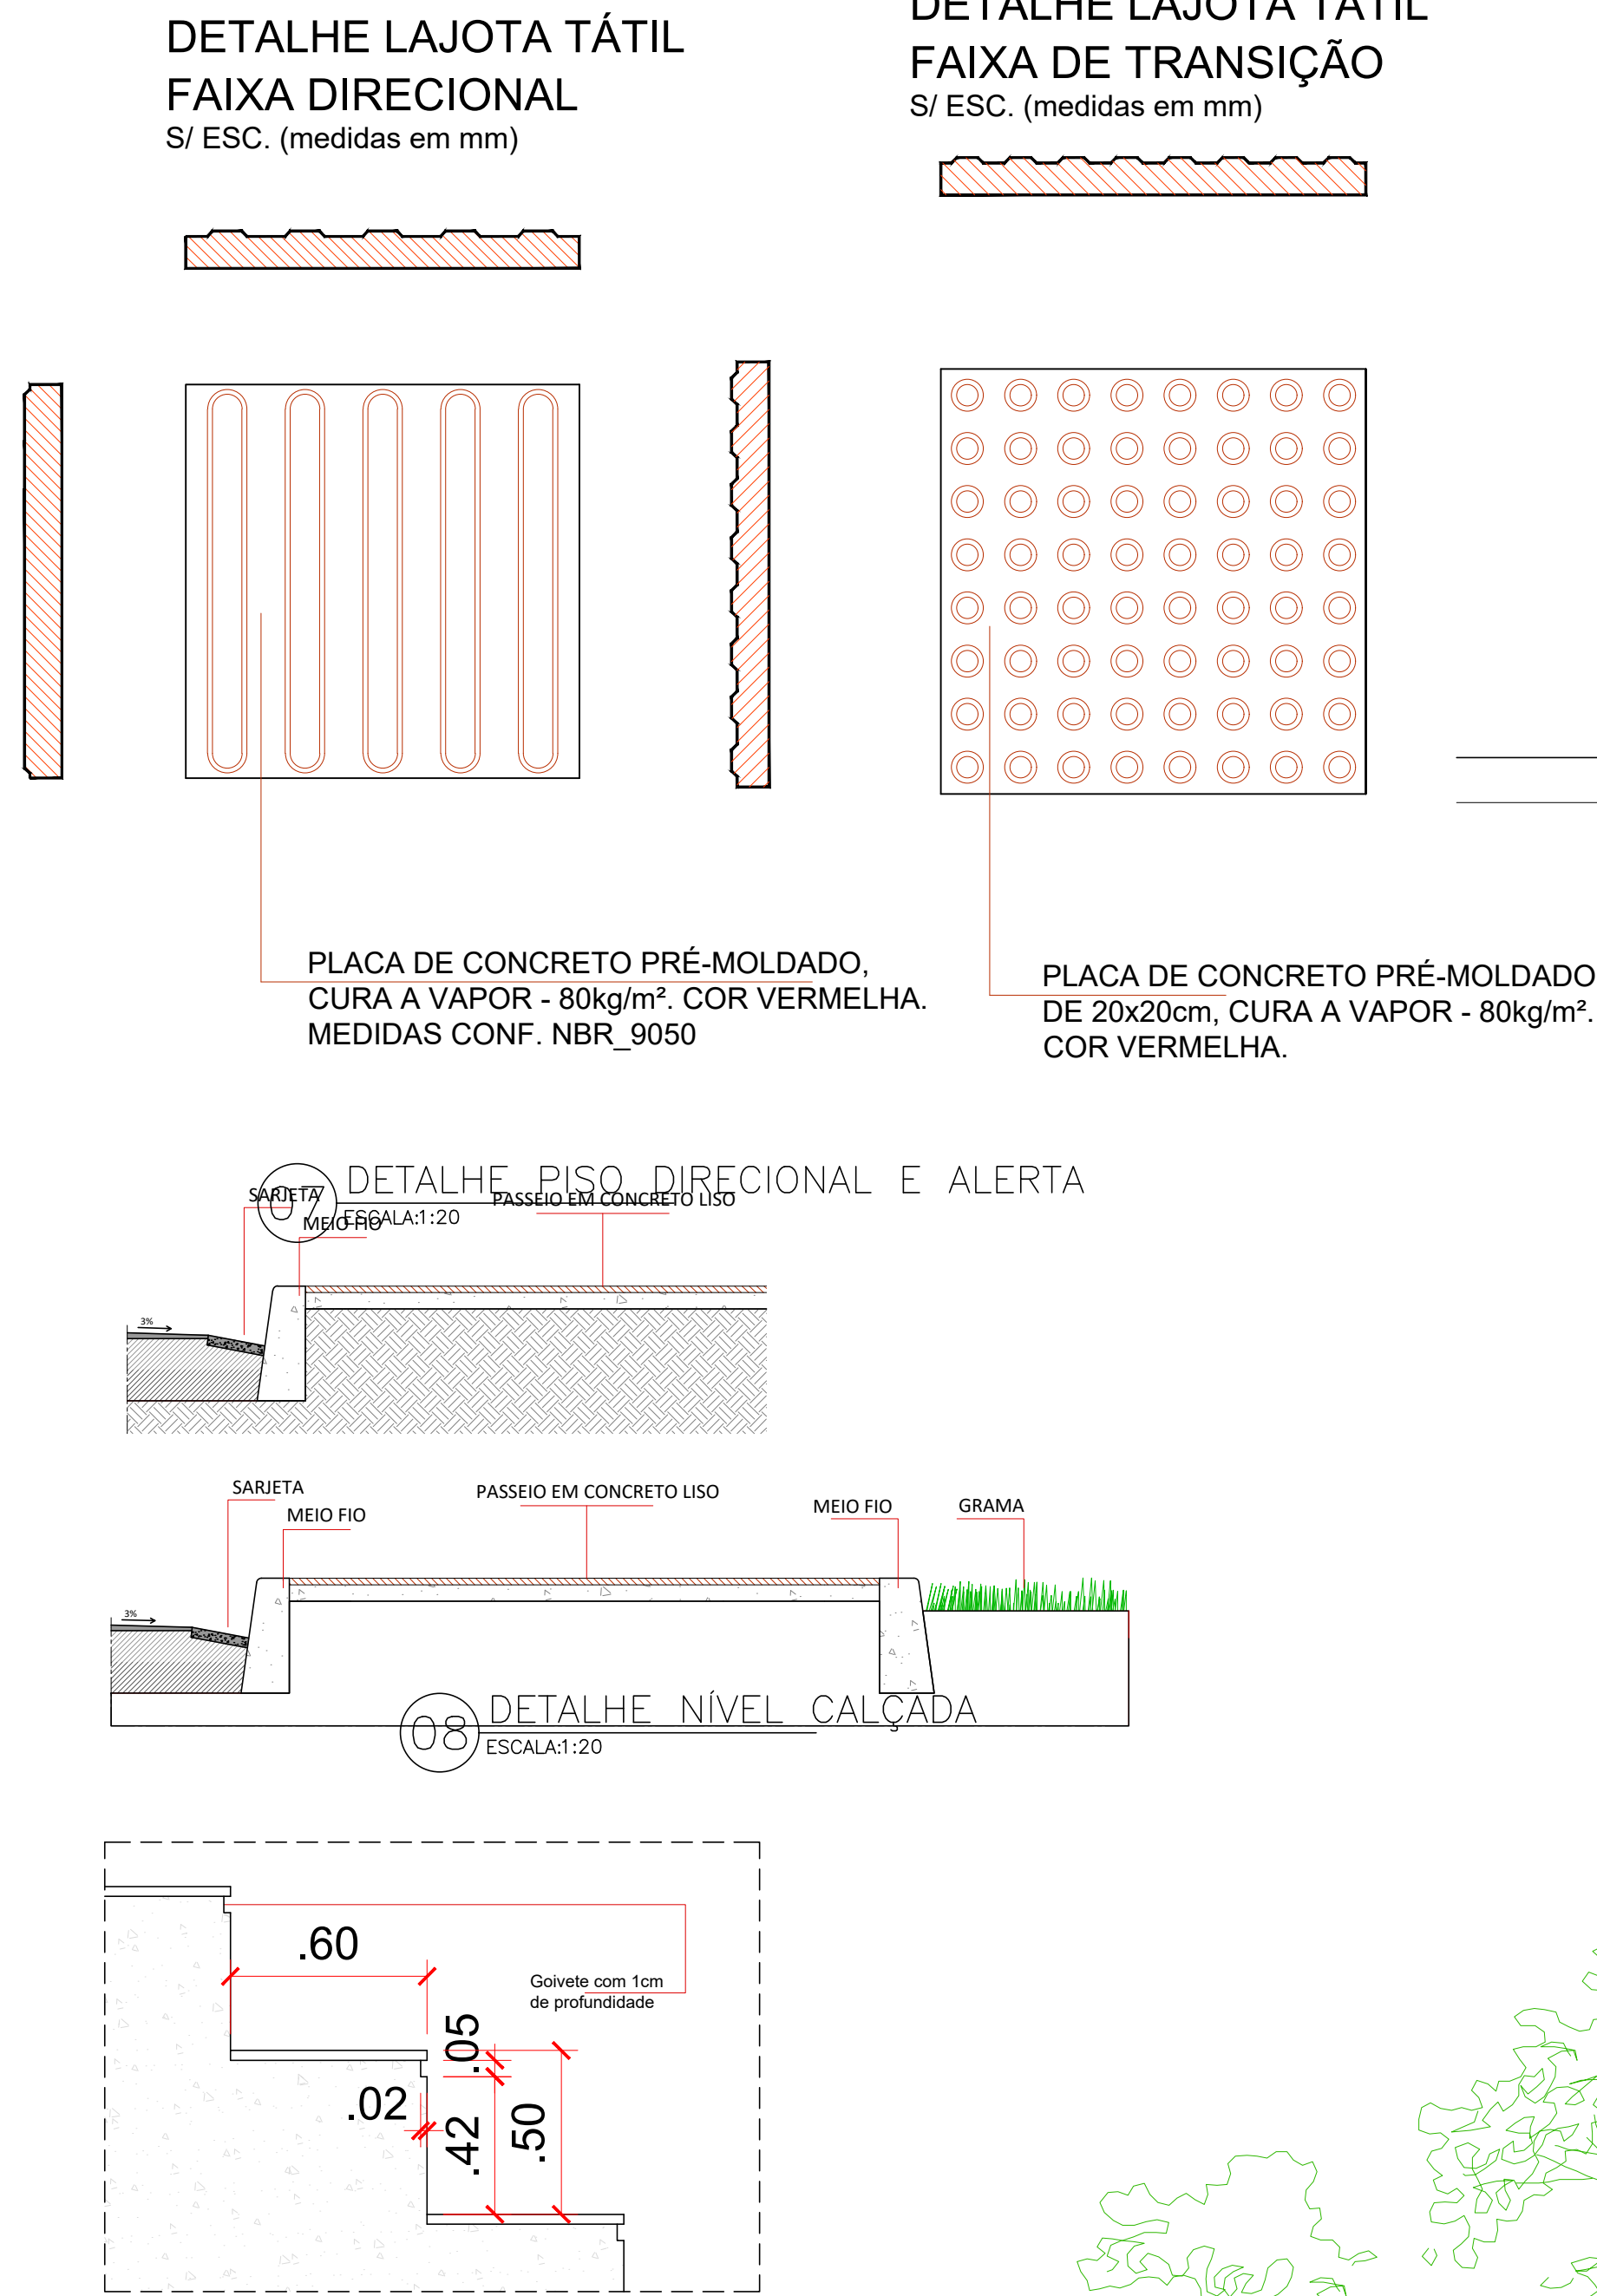 DETALHE LAJOTA TÁTIL
FAIXA DIRECIONAL
S/ ESC. (medidas em mm)
DETALHE LAJOTA TÁTIL
FAIXA DE TRANSIÇÃO
S/ ESC. (medidas em mm)
PLACA DE CONCRETO PRÉ-MOLDADO,
CURA A VAPOR - 80kg/m². COR VERMELHA.
MEDIDAS CONF. NBR_9050
PLACA DE CONCRETO PRÉ-MOLDADO
DE 20x20cm, CURA A VAPOR - 80kg/m².
COR VERMELHA.
07
DETALHE PISO DIRECIONAL E ALERTA
ESCALA:1:20
SARJETA
MEIO FIO
PASSEIO EM CONCRETO LISO
3%
SARJETA
MEIO FIO
PASSEIO EM CONCRETO LISO
MEIO FIO
GRAMA
3%
08
DETALHE NÍVEL CALÇADA
ESCALA:1:20
.60
Goivete com 1cm
de profundidade
.05
.02
.42
.50